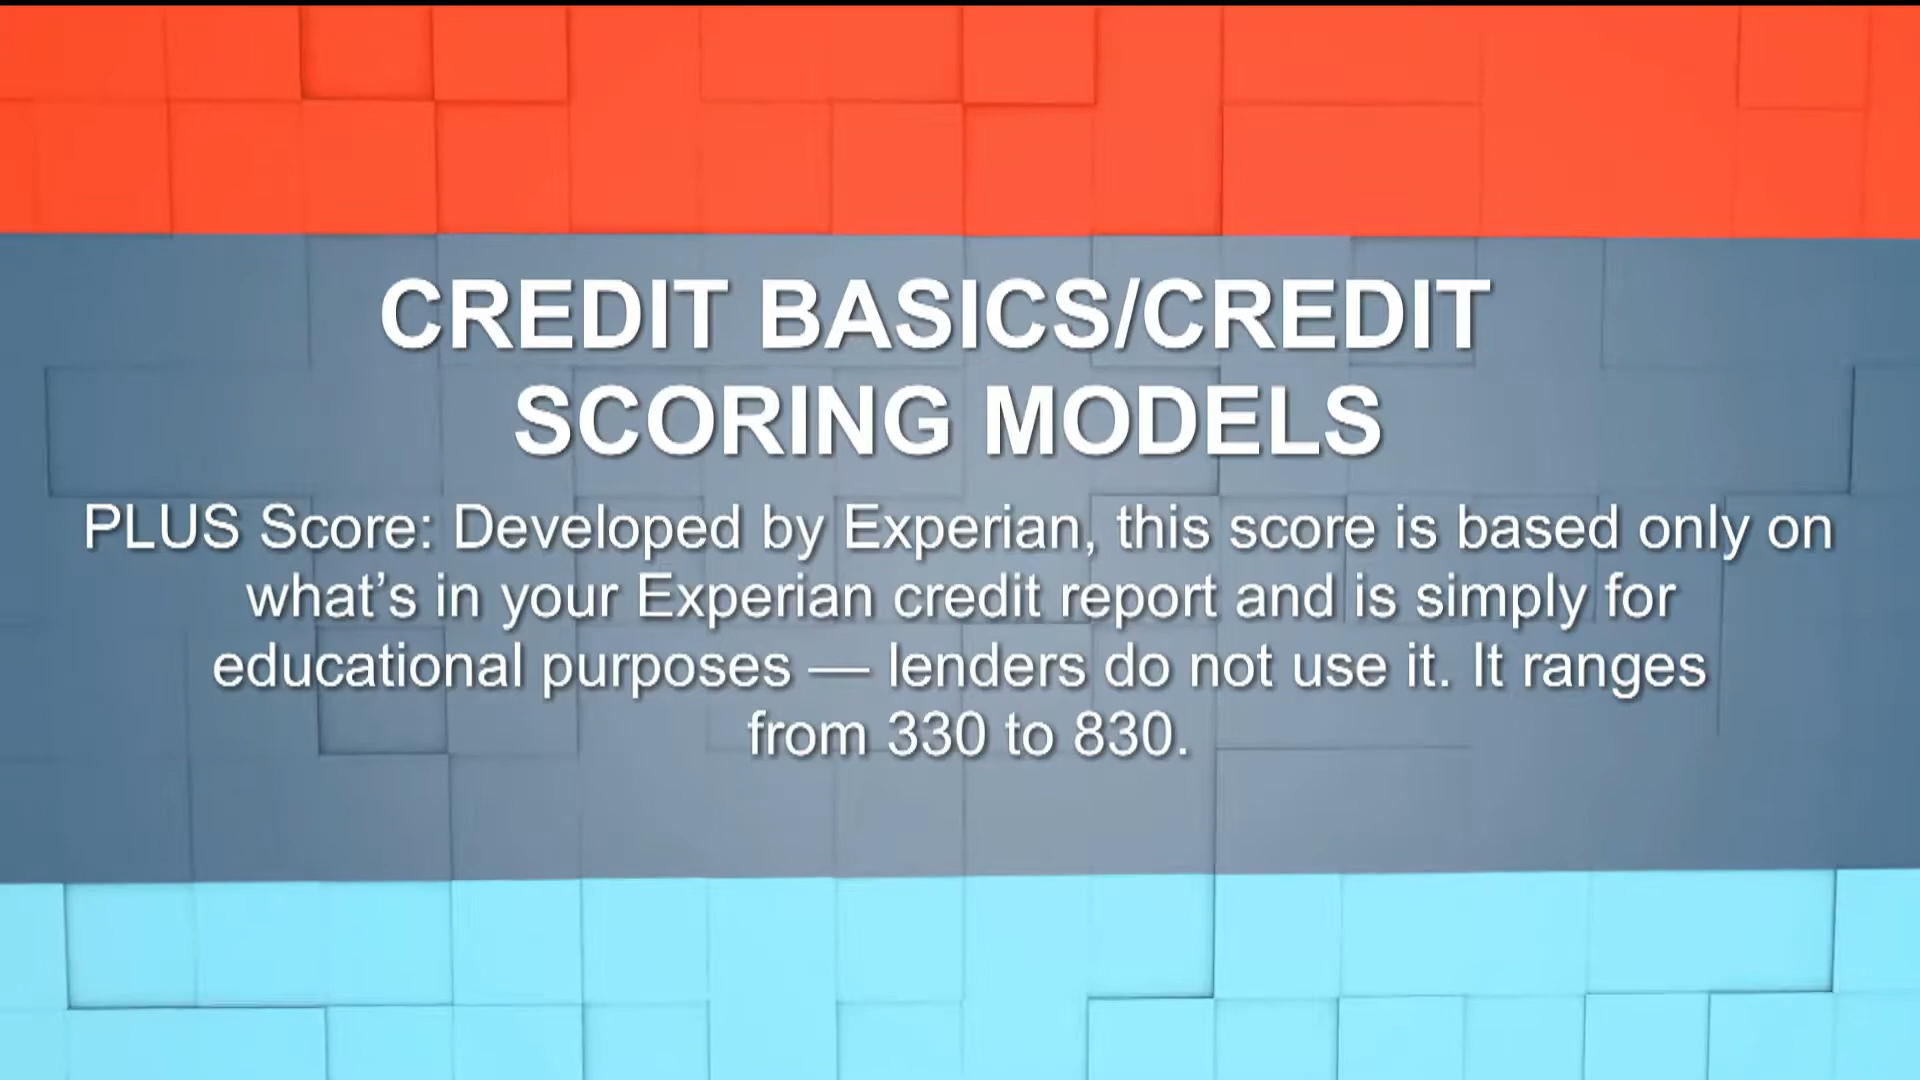 CREDIT BASICS/CREDIT
SCORING MODELS
PLUS Score: Developed by Experian, this score is based only on
what’s in your Experian credit report and is simply for
educational purposes — lenders do not use it. It ranges
from 330 to 830.